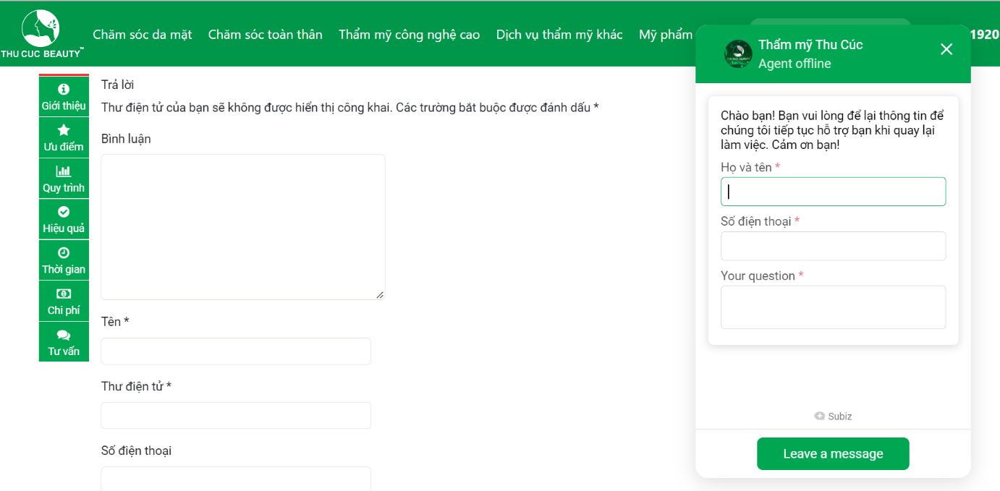 THU CUC BEAUTY™
Chăm sóc da mặt
Chăm sóc toàn thân
Thẩm mỹ công nghệ cao
Dịch vụ thẩm mỹ khác
Mỹ phẩm
1920
Giới thiệu
Ưu điểm
Quy trình
Hiệu quả
Thời gian
Chi phí
Tư vấn
Trả lời
Thư điện tử của bạn sẽ không được hiển thị công khai. Các trường bắt buộc được đánh dấu *
Bình luận
Tên *
Thư điện tử *
Số điện thoại
Thẩm mỹ Thu Cúc
Agent offline
Chào bạn! Bạn vui lòng để lại thông tin để
chúng tôi tiếp tục hỗ trợ bạn khi quay lại
làm việc. Cảm ơn bạn!
Họ và tên *
Số điện thoại *
Your question *
Subiz
Leave a message